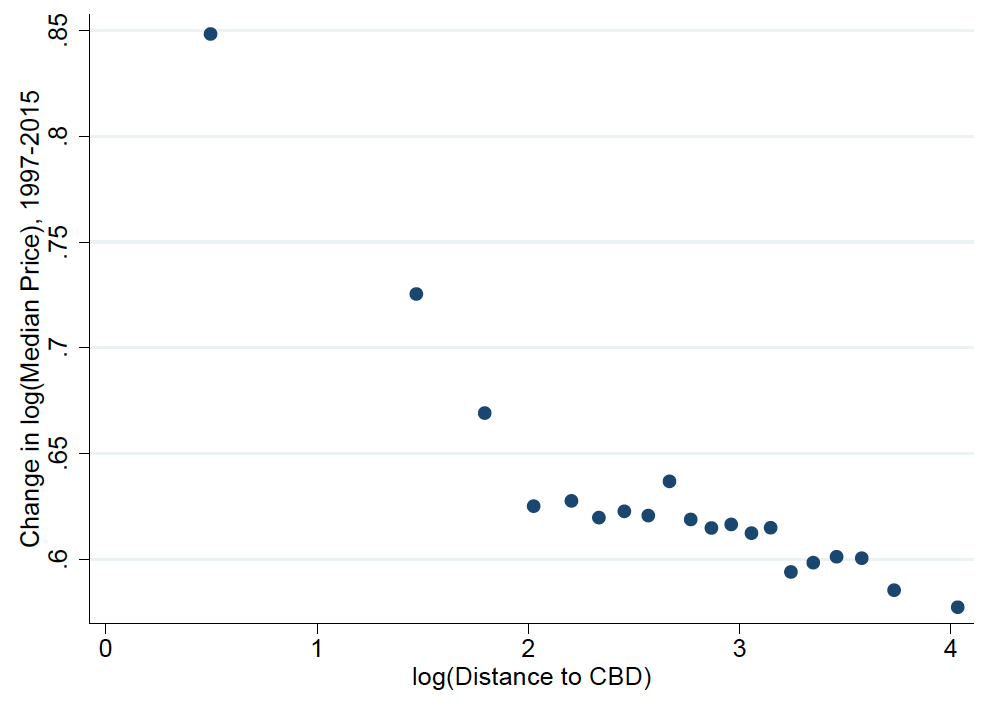 Change in log(Median Price), 1997-2015
.85
.8
.75
.7
.65
.6
0 1 2 3 4
log(Distance to CBD)